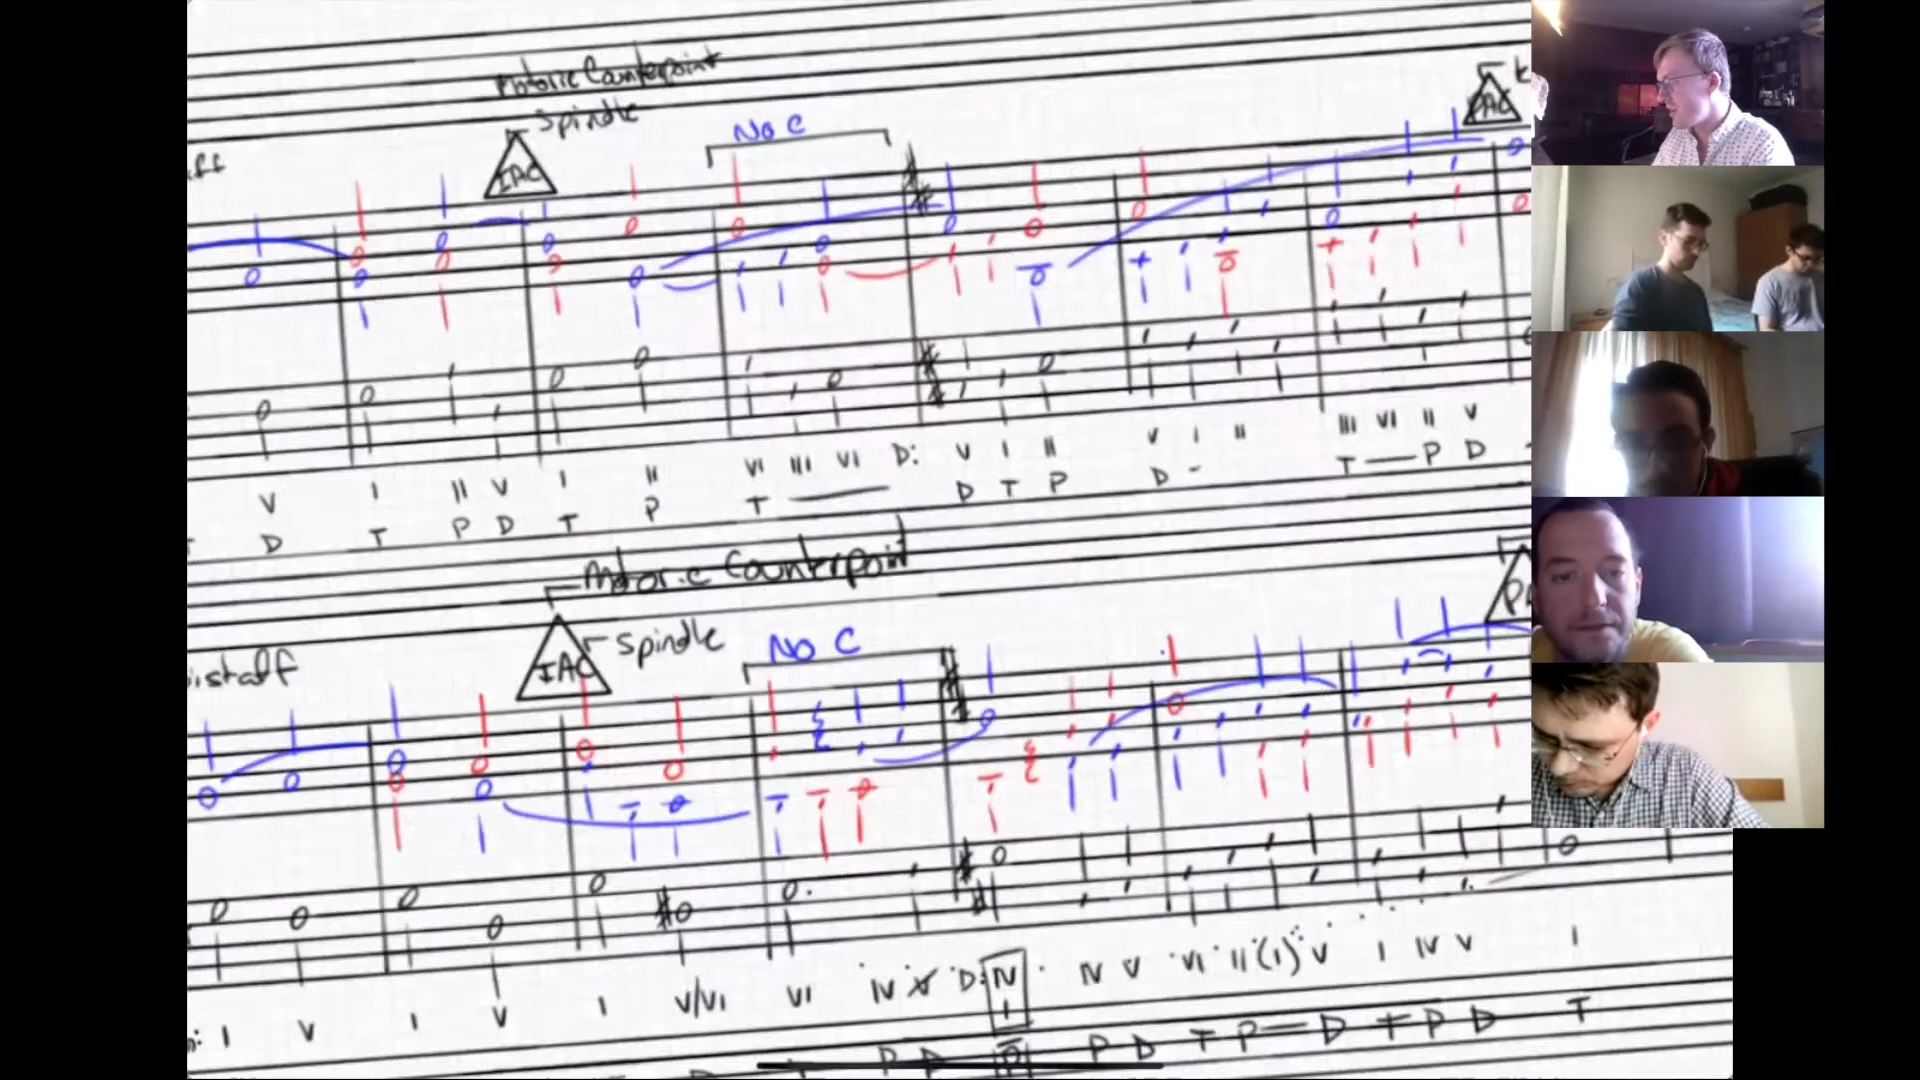 Motoric Counterpoint
Spindle
IAC
No C
PAC
V I II V I II VI III VI D: V I II V I II III VI II V
D T P D T P T D T P D - T — P D
Motoric Counterpoint
IAC
Spindle
No C
I V I V I V/VI VI IV V D: IV IV V VI II (I) V I IV V I
I
P D T P — D T P D T